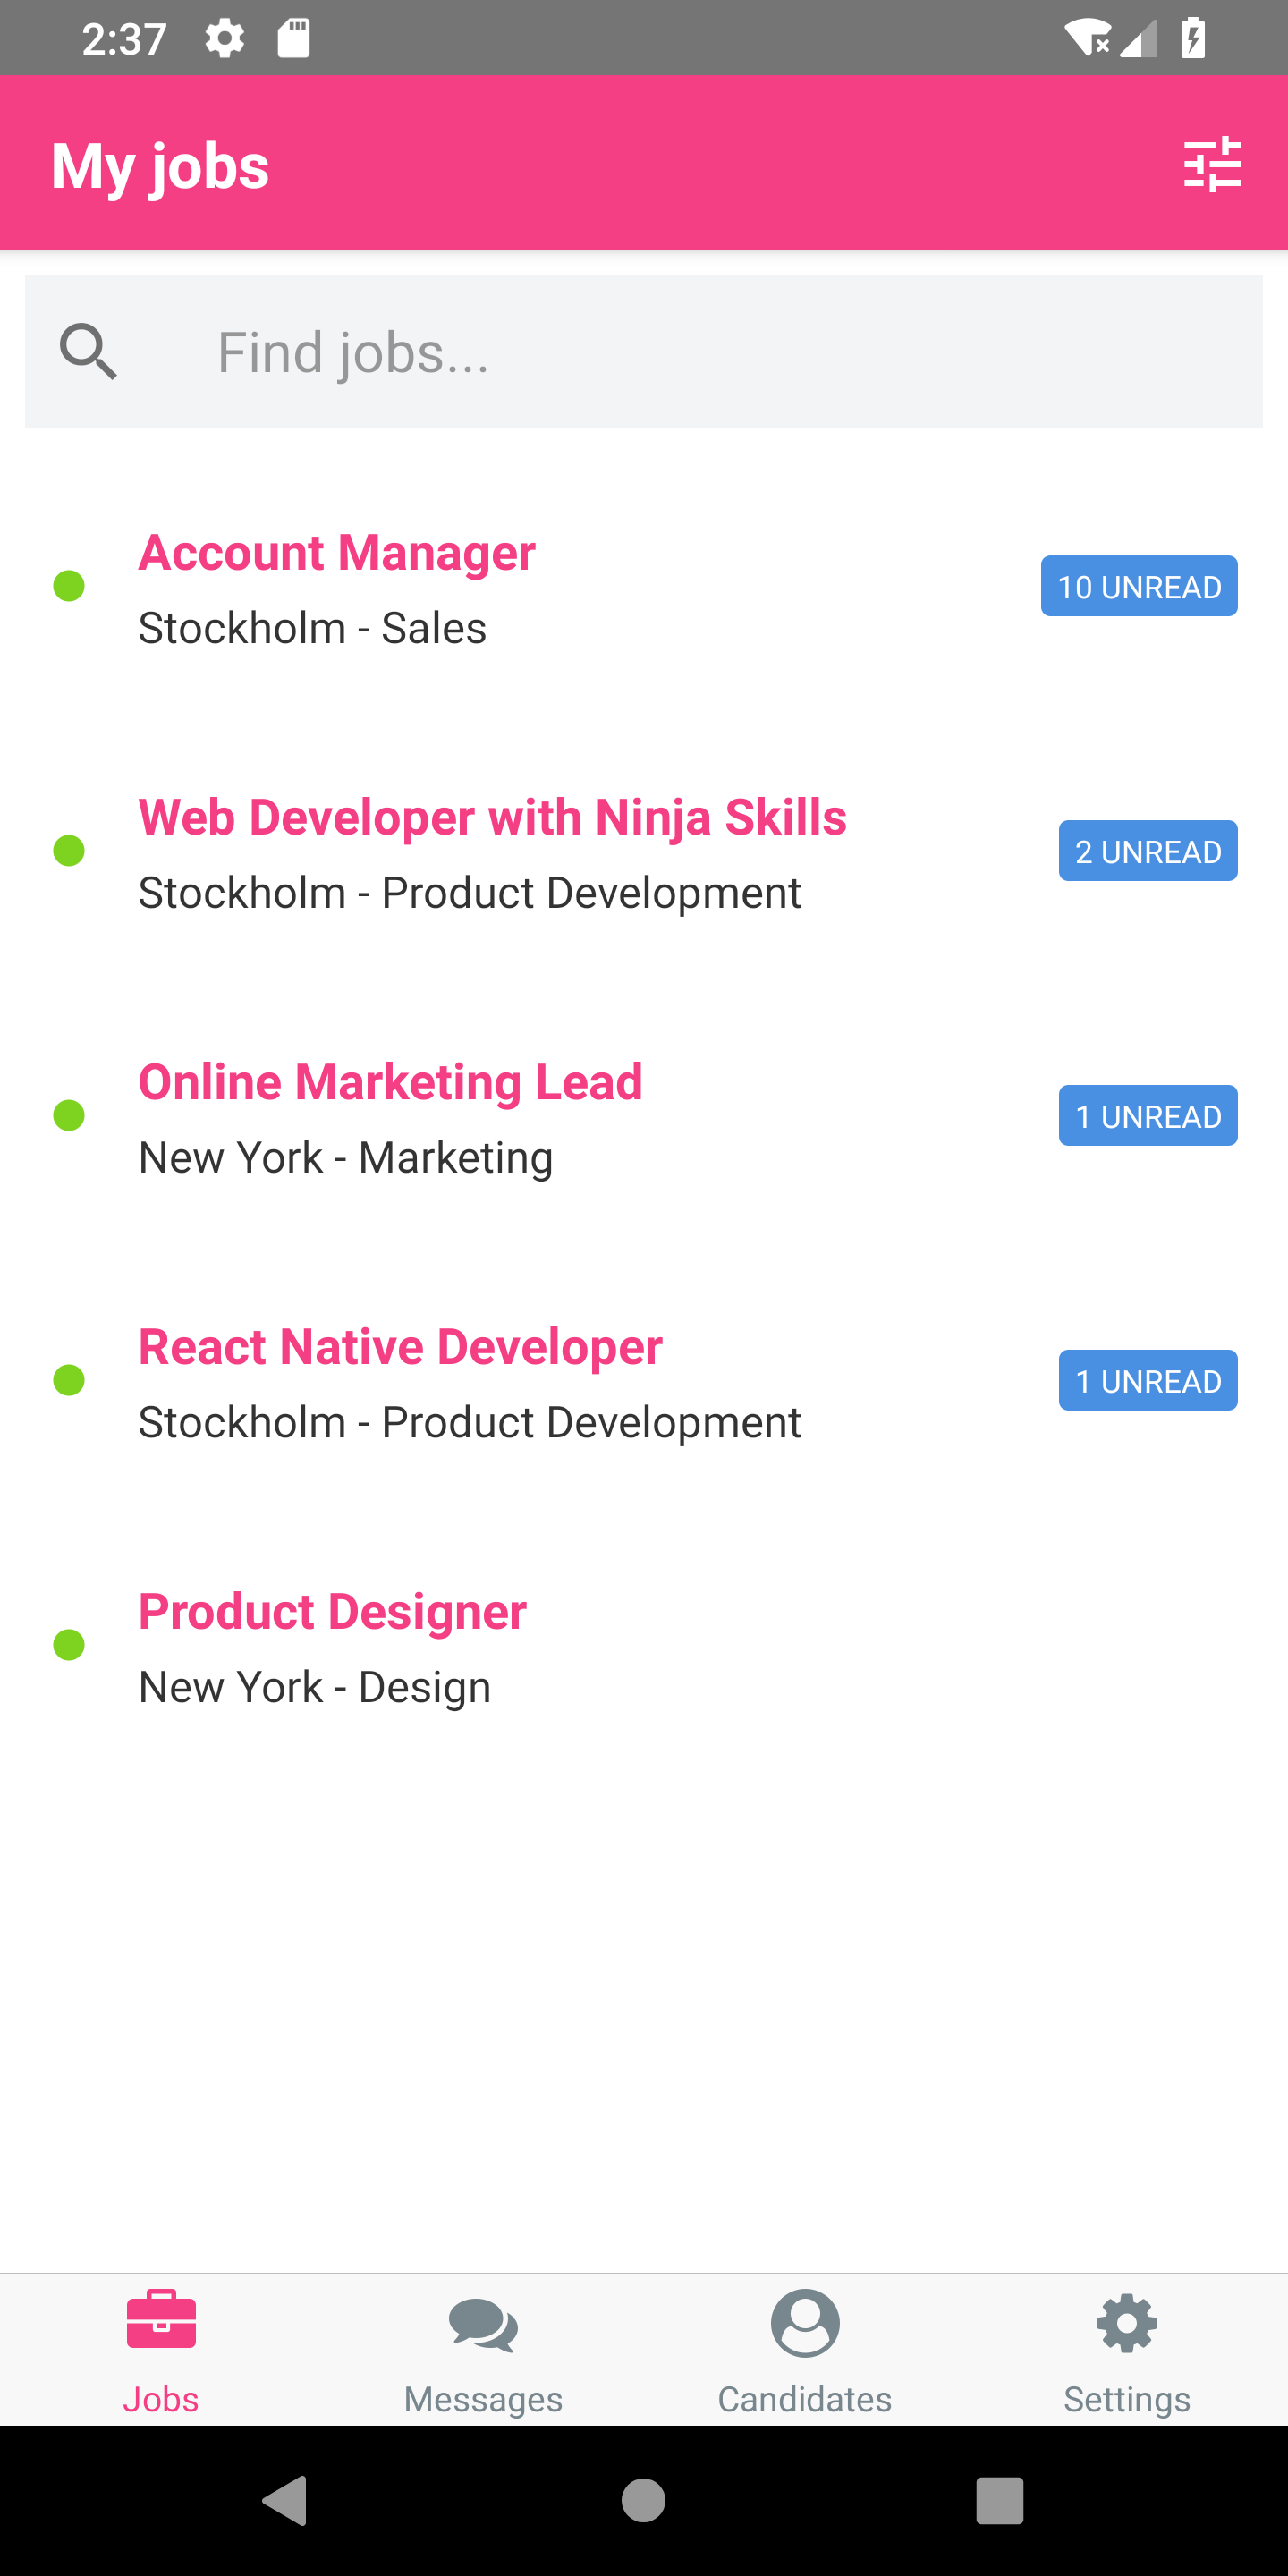 2:37
My jobs
Find jobs...
Account Manager
10 UNREAD
Stockholm - Sales
Web Developer with Ninja Skills
2 UNREAD
Stockholm - Product Development
Online Marketing Lead
1 UNREAD
New York - Marketing
React Native Developer
1 UNREAD
Stockholm - Product Development
Product Designer
New York - Design
Jobs
Messages
Candidates
Settings